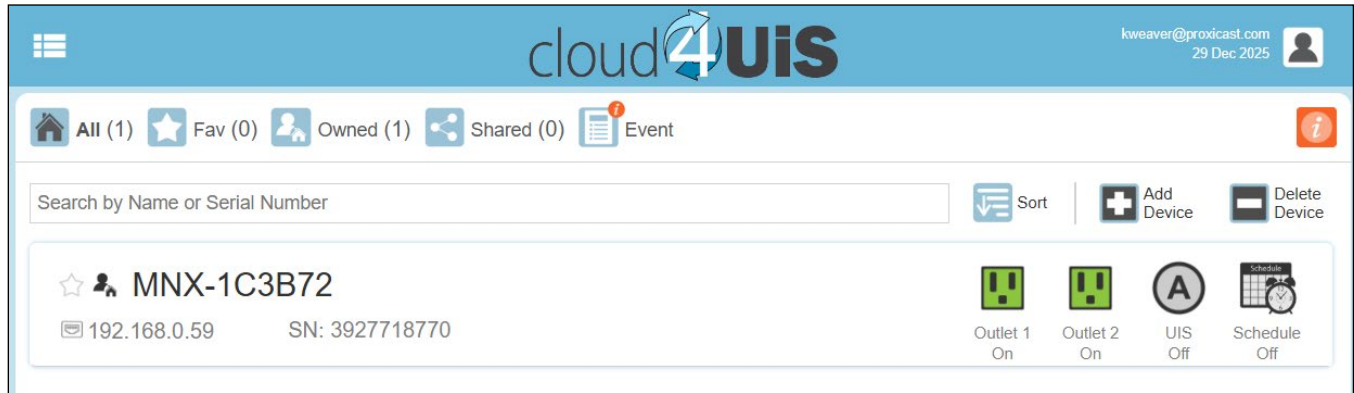 cloud4UiS
kweaver@proxicast.com
29 Dec 2025
All (1) Fav (0) Owned (1) Shared (0) i Event i
Search by Name or Serial Number Sort Add Device Delete Device
MNX-1C3B72
192.168.0.59 SN: 3927718770
A Schedule
Outlet 1 Outlet 2 UIS Schedule
On On Off Off